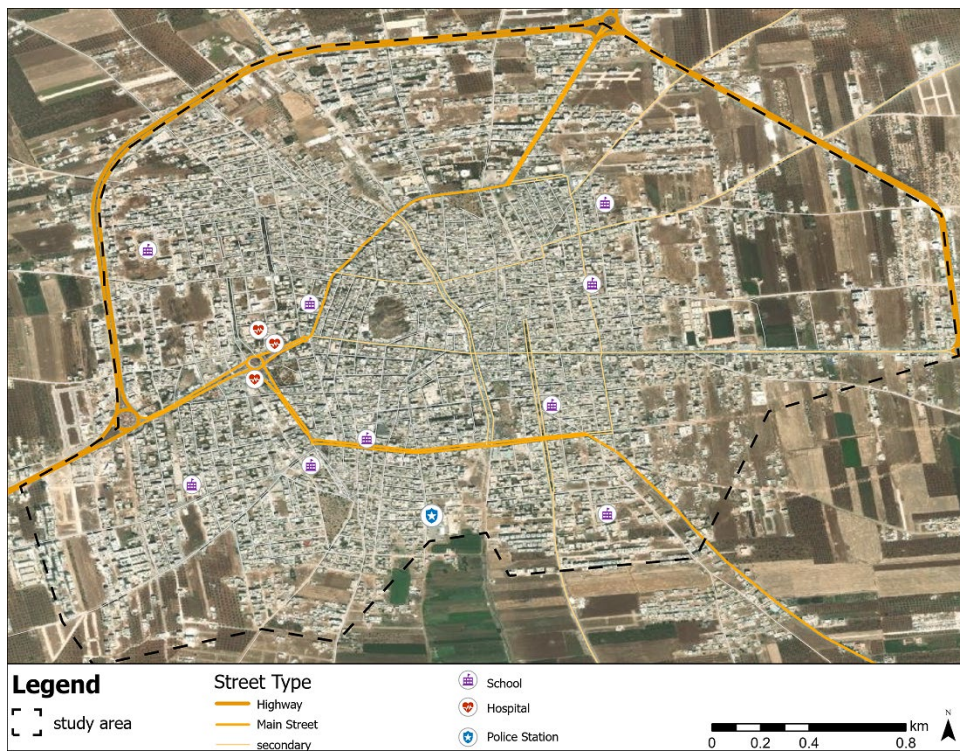 Legend
study area
Street Type
Highway
Main Street
secondary
School
Hospital
Police Station
km
0 0.2 0.4 0.8
N